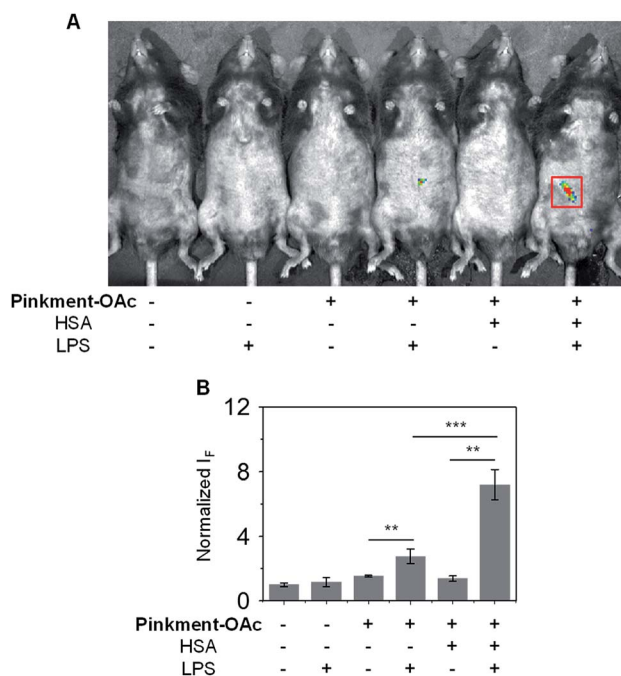 A
Pinkment-OAc - - + + + +
HSA - - - - + +
LPS - + - + - +
B
12
8
4
0
Normalized IF
**
***
**
Pinkment-OAc - - + + + +
HSA - - - - + +
LPS - + - + - +